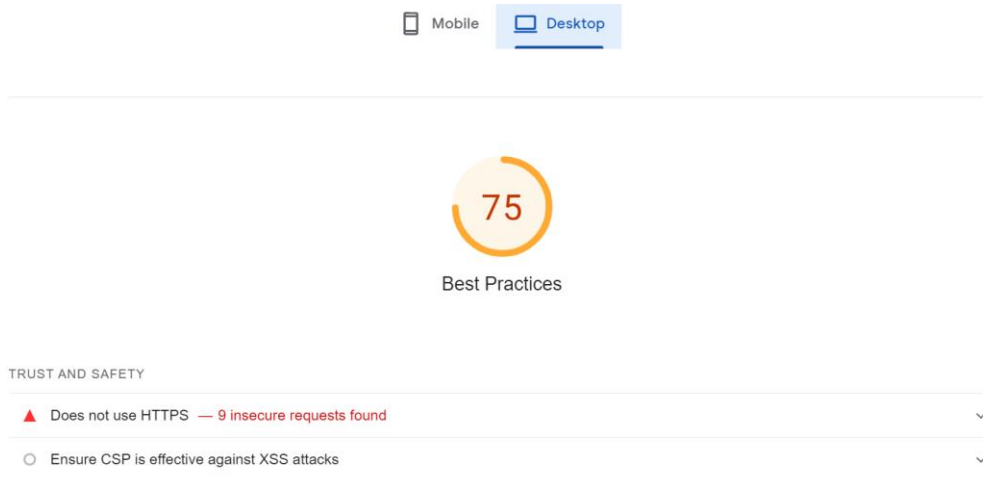 Mobile Desktop
75
Best Practices
TRUST AND SAFETY
Does not use HTTPS — 9 insecure requests found
Ensure CSP is effective against XSS attacks